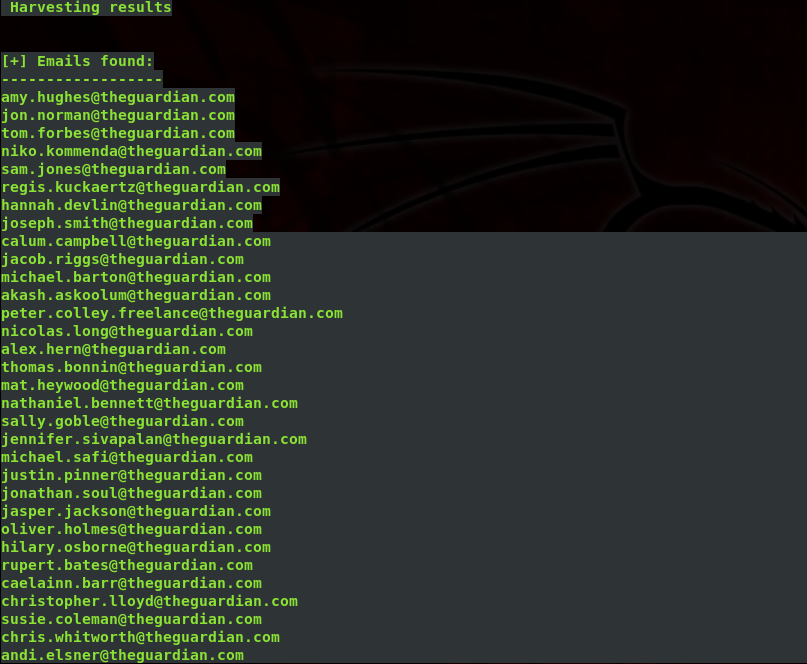 Harvesting results
[+] Emails found:
------------------
amy.hughes@theguardian.com
jon.norman@theguardian.com
tom.forbes@theguardian.com
niko.kommenda@theguardian.com
sam.jones@theguardian.com
regis.kuckaertz@theguardian.com
hannah.devlin@theguardian.com
joseph.smith@theguardian.com
calum.campbell@theguardian.com
jacob.riggs@theguardian.com
michael.barton@theguardian.com
akash.askoolum@theguardian.com
peter.colley.freelance@theguardian.com
nicolas.long@theguardian.com
alex.hern@theguardian.com
thomas.bonnin@theguardian.com
mat.heywood@theguardian.com
nathaniel.bennett@theguardian.com
sally.goble@theguardian.com
jennifer.sivapalan@theguardian.com
michael.safi@theguardian.com
justin.pinner@theguardian.com
jonathan.soul@theguardian.com
jasper.jackson@theguardian.com
oliver.holmes@theguardian.com
hilary.osborne@theguardian.com
rupert.bates@theguardian.com
caelainn.barr@theguardian.com
christopher.lloyd@theguardian.com
susie.coleman@theguardian.com
chris.whitworth@theguardian.com
andi.elsner@theguardian.com